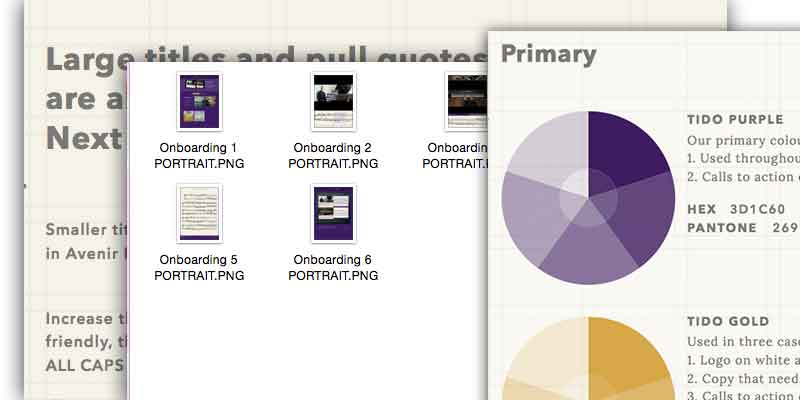 Large titles and pull quotes
are a
Next
Smaller tit
in Avenir
Increase t
friendly, t
ALL CAPS
Onboarding 1
PORTRAIT.PNG
Onboarding 2
PORTRAIT.PNG
Onboardin
PORTRAIT.
Onboarding 5
PORTRAIT.PNG
Onboarding 6
PORTRAIT.PNG
Primary
TIDO PURPLE
Our primary colou
1. Used throughou
2. Calls to action
HEX 3D1C60
PANTONE 269
TIDO GOLD
Used in three case
1. Logo on white a
2. Copy that need
3. Calls to action